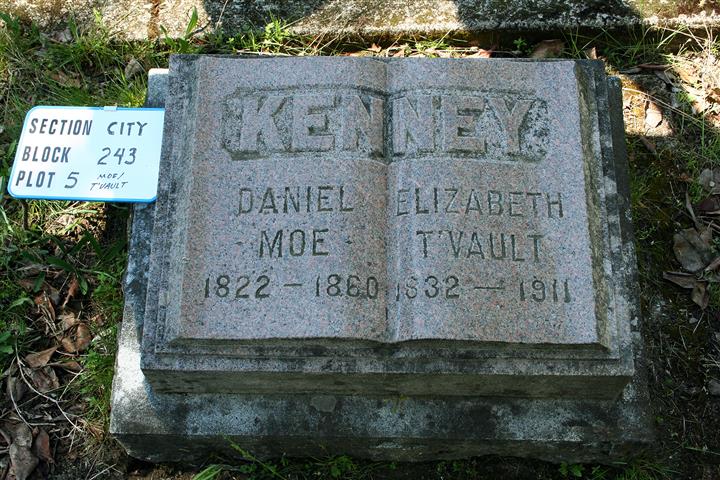 SECTION CITY
BLOCK 243
PLOT 5 MOE/
T'VAULT
KENNEY
DANIEL
MOE
1822 — 1860
ELIZABETH
T'VAULT
1832 — 1911